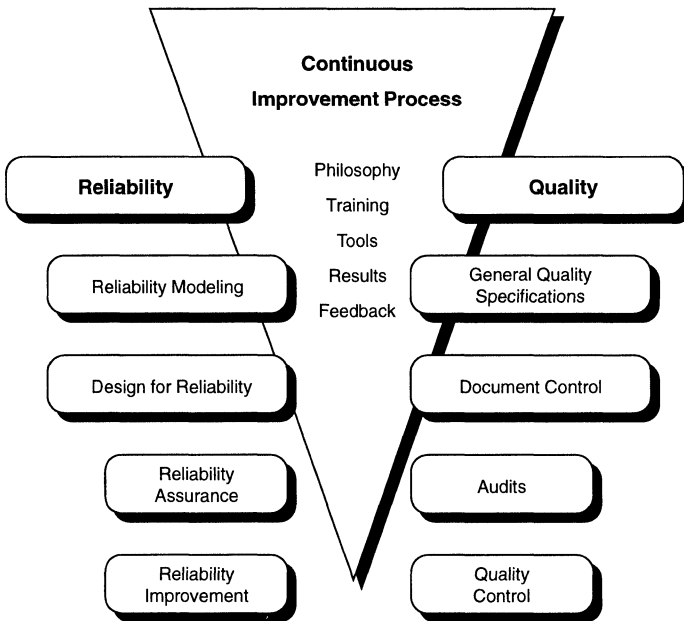 Continuous
Improvement Process
Philosophy
Training
Tools
Results
Feedback
Reliability
Reliability Modeling
Design for Reliability
Reliability
Assurance
Reliability
Improvement
Quality
General Quality
Specifications
Document Control
Audits
Quality
Control